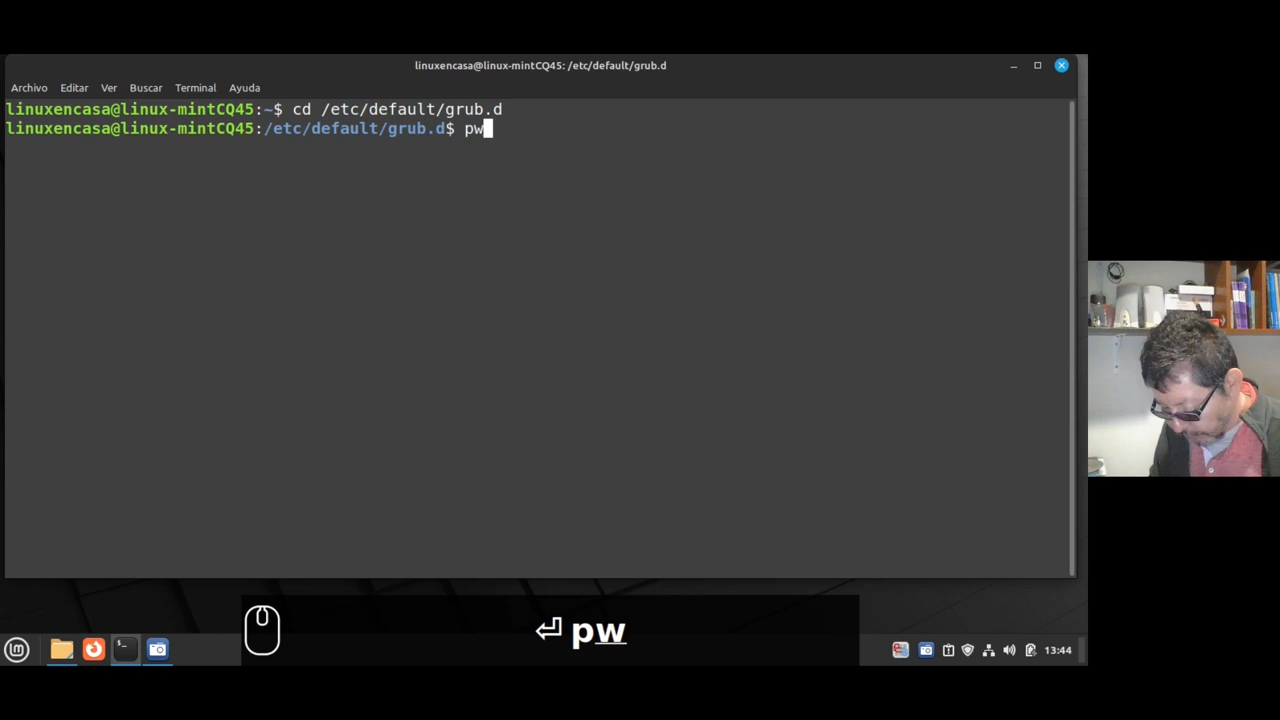 linuxencasa@linux-mintCQ45: /etc/default/grub.d
Archivo Editar Ver Buscar Terminal Ayuda
linuxencasa@linux-mintCQ45:~$ cd /etc/default/grub.d
linuxencasa@linux-mintCQ45:/etc/default/grub.d$ pw
⏎ pw
lm
$_
13:44